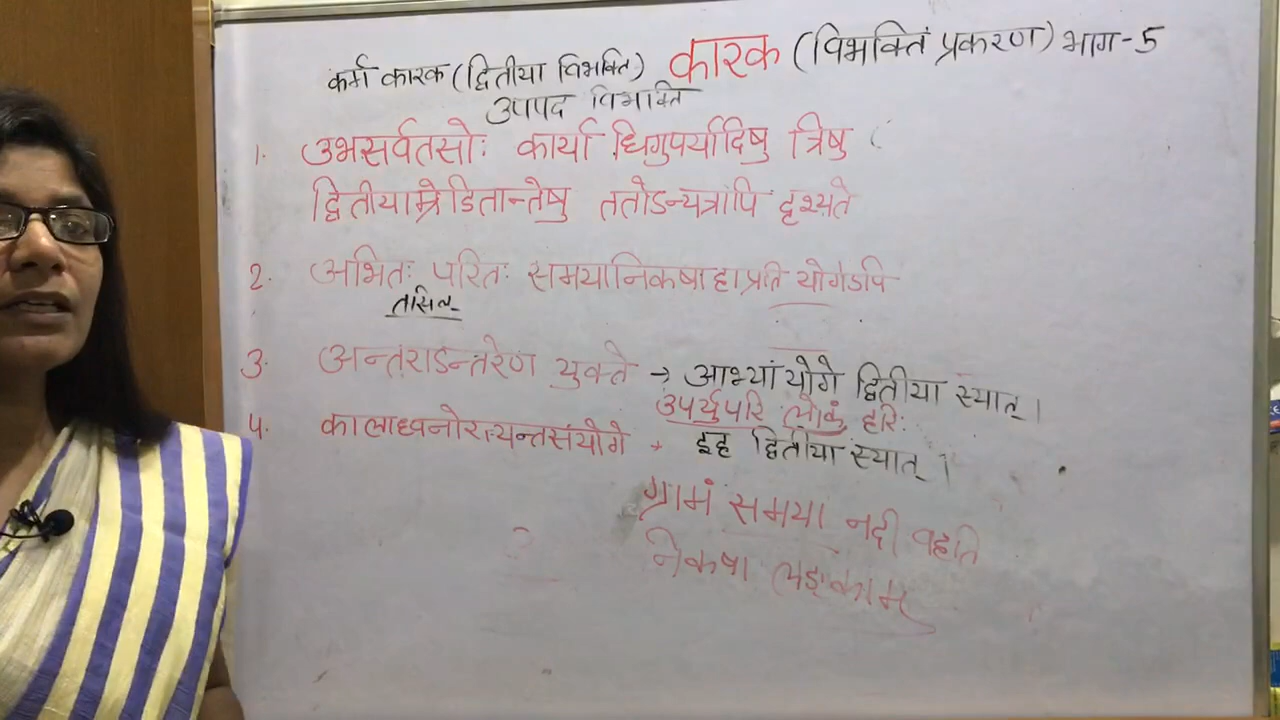 कर्म कारक (द्वितीया विभक्ति) कारक (विभक्ति प्रकरण) भाग-5
उपपद विभक्ति
1. उभसर्वतसोः कार्या धिगुपर्यादिषु त्रिषु (
द्वितीयाम्रेडितान्तेषु ततोऽन्यत्रापि दृश्यते
2. अभितः परितः समयानिकषाहाप्रति योगेऽपि
तसिल्
3. अन्तराऽन्तरेण युक्ते → आभ्यां योगे द्वितीया स्यात् ।
उपर्युपरि लोकं हरिः
4. कालाध्वनोरत्यन्तसंयोगे → इह द्वितीया स्यात् ।
ग्रामं समया नदी वहति
निकषा लङ्काम्